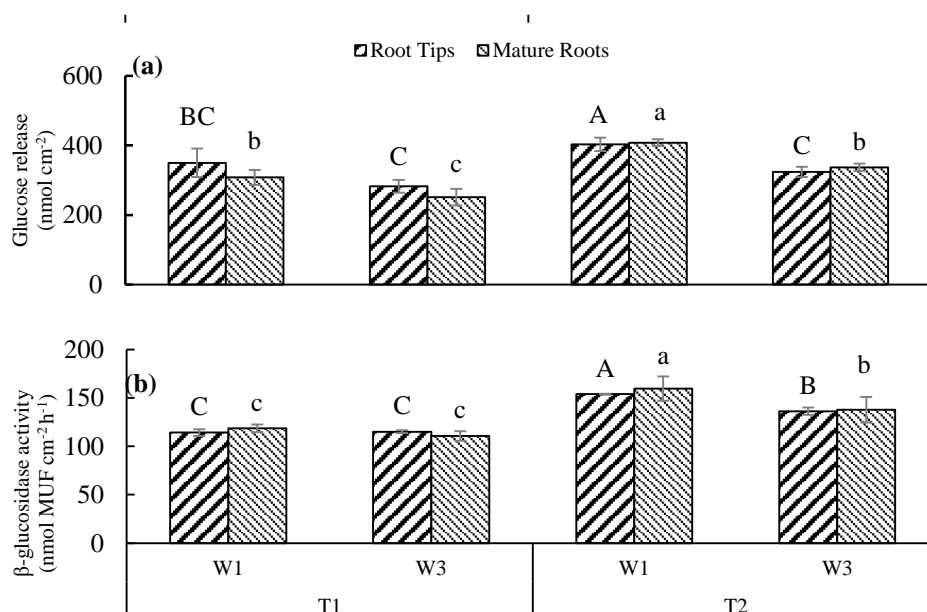 Root Tips Mature Roots
(a)
600
400
200
0
Glucose release
(nmol cm-2)
BC b C c A a C b
(b)
200
150
100
50
0
β-glucosidase activity
(nmol MUF cm-2 h-1)
C c C c A a B b
W1 W3 W1 W3
T1 T2